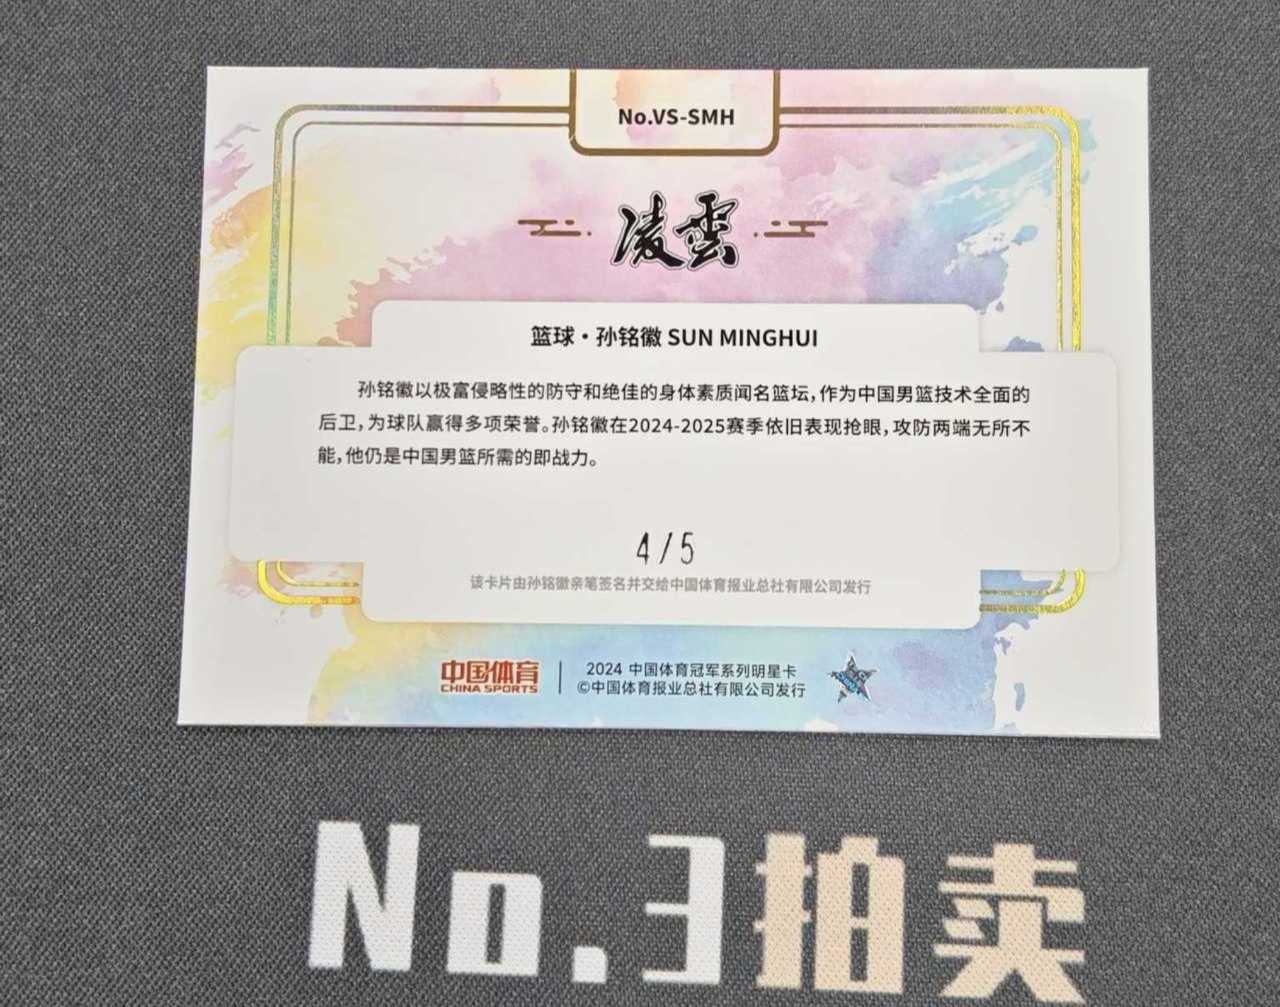 No.VS-SMH
凌雲
篮球·孙铭徽 SUN MINGHUI
孙铭徽以极富侵略性的防守和绝佳的身体素质闻名篮坛,作为中国男篮技术全面的
后卫,为球队赢得多项荣誉。孙铭徽在2024-2025赛季依旧表现抢眼,攻防两端无所不
能,他仍是中国男篮所需的即战力。
4/5
该卡片由孙铭徽亲笔签名并交给中国体育报业总社有限公司发行
中国体育
CHINA SPORTS
2024 中国体育冠军系列明星卡
©中国体育报业总社有限公司发行
No.3拍卖